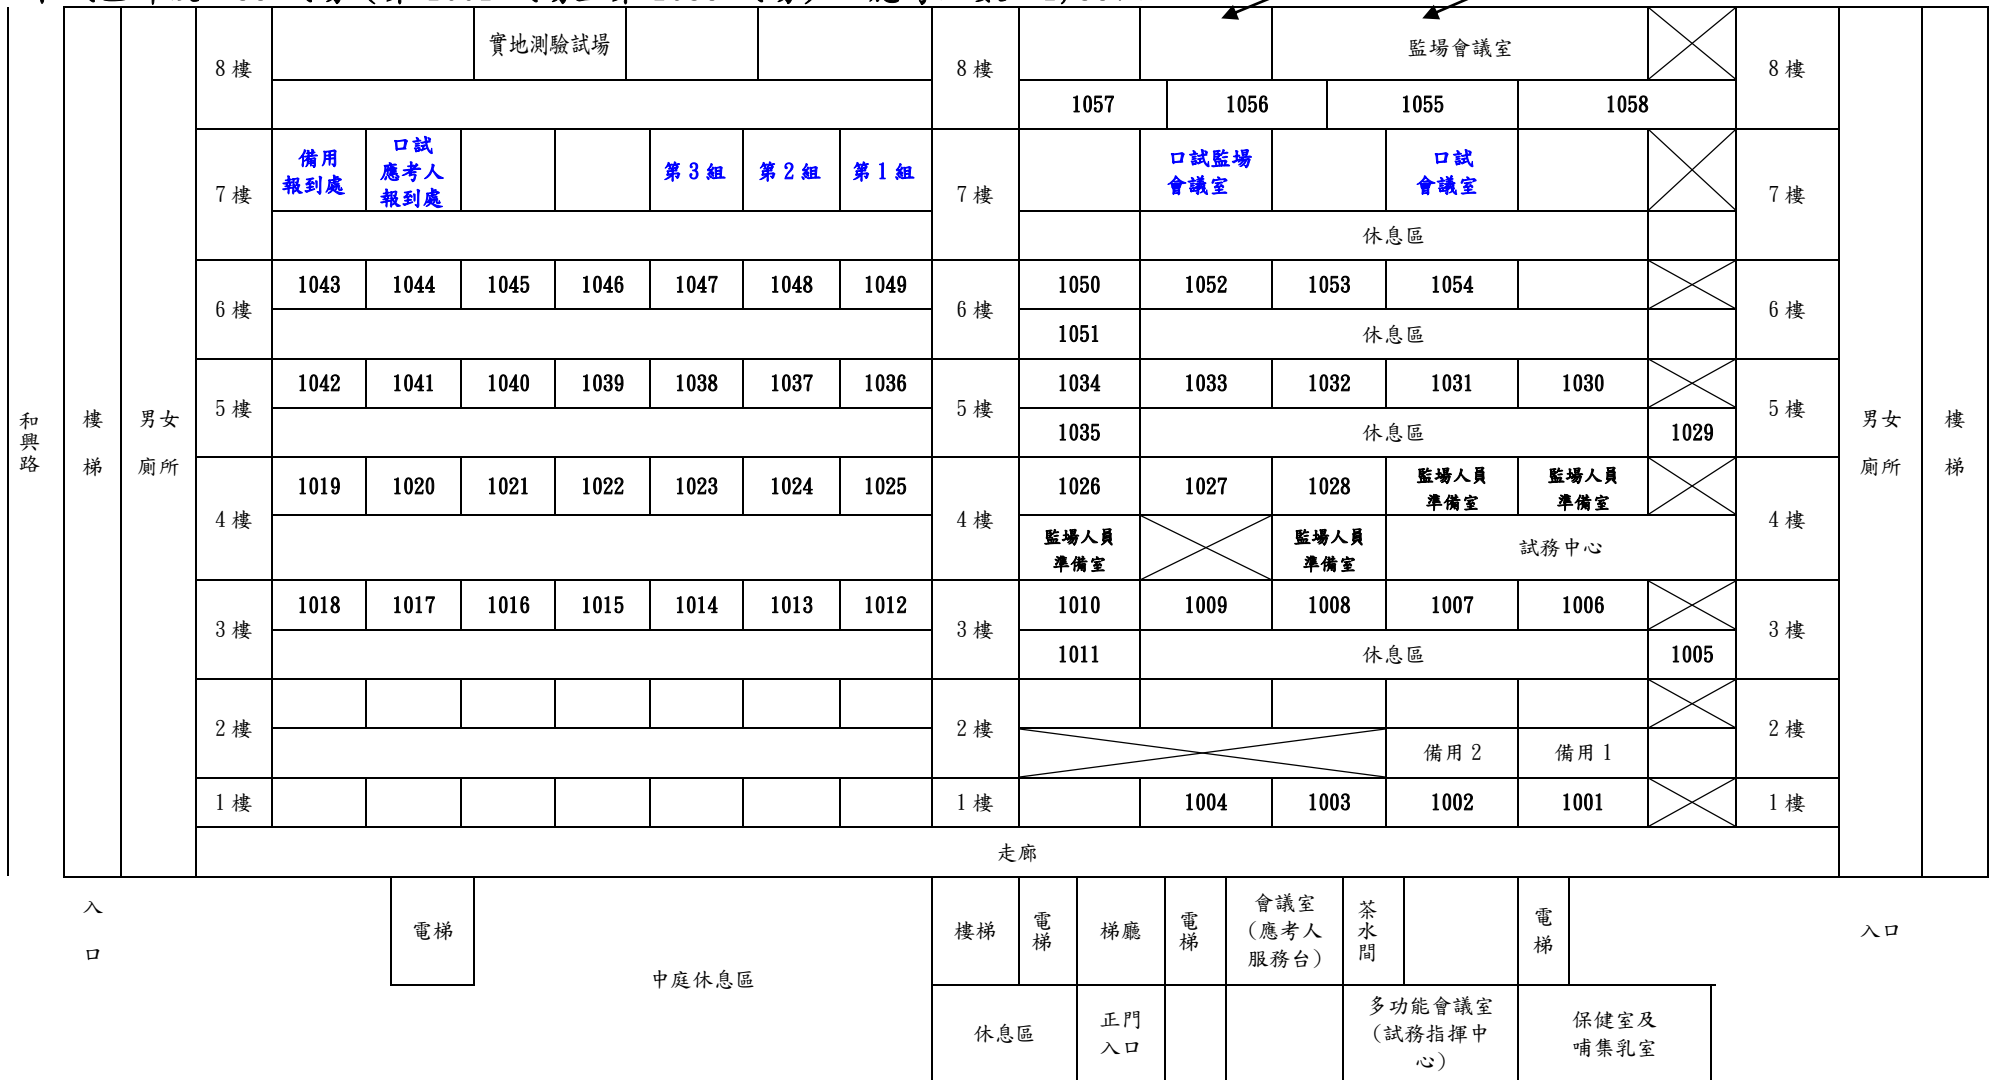 實地測驗試場
監場會議室
8 樓
8 樓
8 樓
1057 1056 1055 1058
備用
報到處
口試
應考人
報到處
第 3 組 第 2 組 第 1 組
口試監場
會議室
口試
會議室
7 樓
7 樓
7 樓
休息區
1043 1044 1045 1046 1047 1048 1049
1050 1052 1053 1054
6 樓
6 樓
6 樓
1051 休息區
1042 1041 1040 1039 1038 1037 1036
1034 1033 1032 1031 1030
5 樓
5 樓
5 樓
1035 休息區 1029
和興路
樓梯
男女
廁所
男女
廁所
樓梯
1019 1020 1021 1022 1023 1024 1025
1026 1027 1028
監場人員
準備室
監場人員
準備室
4 樓
4 樓
4 樓
監場人員
準備室
監場人員
準備室
試務中心
1018 1017 1016 1015 1014 1013 1012
1010 1009 1008 1007 1006
3 樓
3 樓
3 樓
1011 休息區 1005
2 樓
2 樓
2 樓
備用 2 備用 1
1 樓
1 樓
1004 1003 1002 1001
1 樓
走廊
入口
電梯
中庭休息區
樓梯
電梯
梯廳
電梯
會議室
(應考人
服務台)
茶水間
電梯
入口
休息區
正門
入口
多功能會議室
(試務指揮中
心)
保健室及
哺集乳室